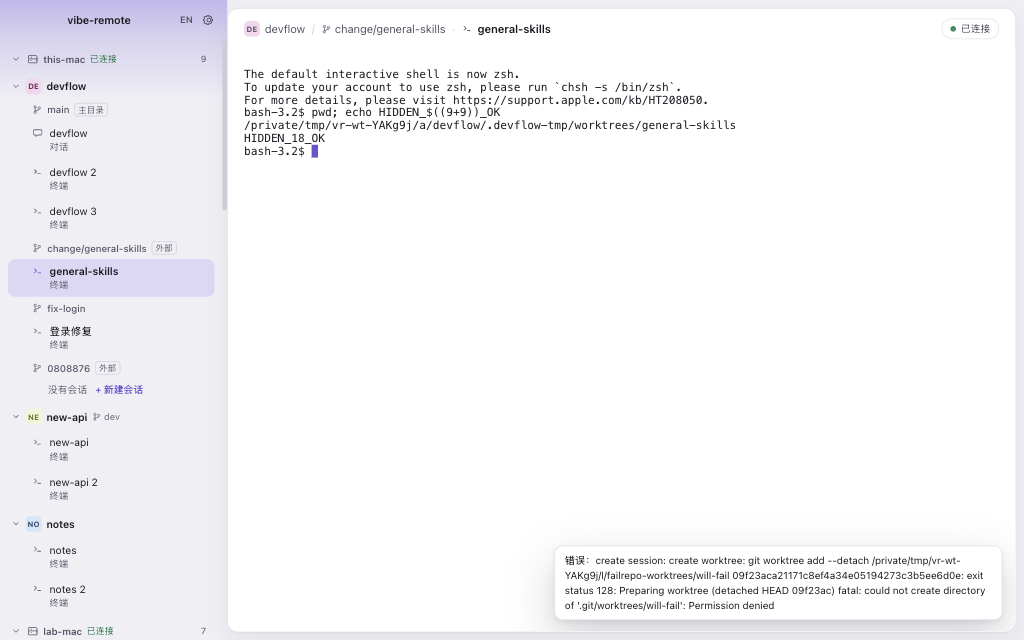 vibe-remote EN
this-mac 已连接 9
DE devflow
main 主目录
devflow
对话
devflow 2
终端
devflow 3
终端
change/general-skills 外部
general-skills
终端
fix-login
登录修复
终端
0808876 外部
没有会话 + 新建会话
NE new-api dev
new-api
终端
new-api 2
终端
NO notes
notes
终端
notes 2
终端
lab-mac 已连接 7
DE devflow / change/general-skills · general-skills
已连接
The default interactive shell is now zsh.
To update your account to use zsh, please run `chsh -s /bin/zsh`.
For more details, please visit https://support.apple.com/kb/HT208050.
bash-3.2$ pwd; echo HIDDEN_$((9+9))_OK
/private/tmp/vr-wt-YAKg9j/a/devflow/.devflow-tmp/worktrees/general-skills
HIDDEN_18_OK
bash-3.2$
错误：create session: create worktree: git worktree add --detach /private/tmp/vr-wt-
YAKg9j/l/failrepo-worktrees/will-fail 09f23aca21171c8ef4a34e05194273c3b5ee6d0e: exit
status 128: Preparing worktree (detached HEAD 09f23ac) fatal: could not create directory
of '.git/worktrees/will-fail': Permission denied